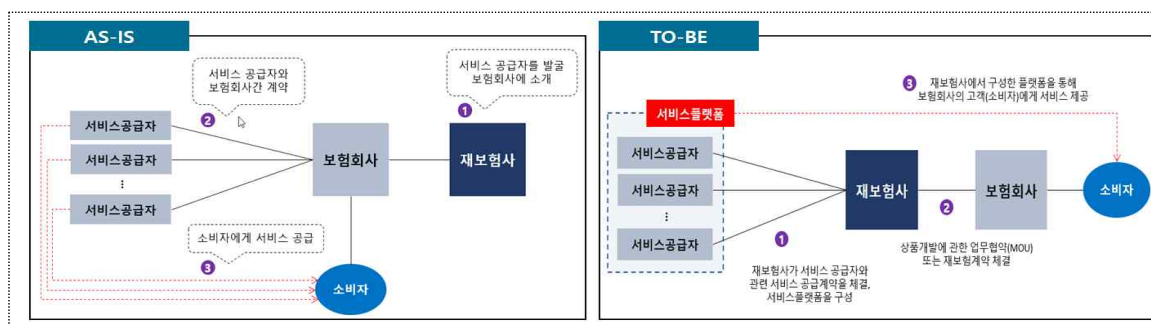 AS-IS
서비스 공급자와
보험회사간 계약
서비스 공급자를 발굴
보험회사에 소개
1
2
서비스공급자
서비스공급자
⋮
서비스공급자
보험회사
재보험사
소비자에게 서비스 공급
3
소비자
TO-BE
3 재보험사에서 구성한 플랫폼을 통해
보험회사의 고객(소비자)에게 서비스 제공
서비스플랫폼
서비스공급자
서비스공급자
⋮
서비스공급자
재보험사
보험회사
소비자
2
상품개발에 관한 업무협약(MOU)
또는 재보험계약 체결
1
재보험사가 서비스 공급자와
관련 서비스 공급계약을 체결,
서비스플랫폼을 구성